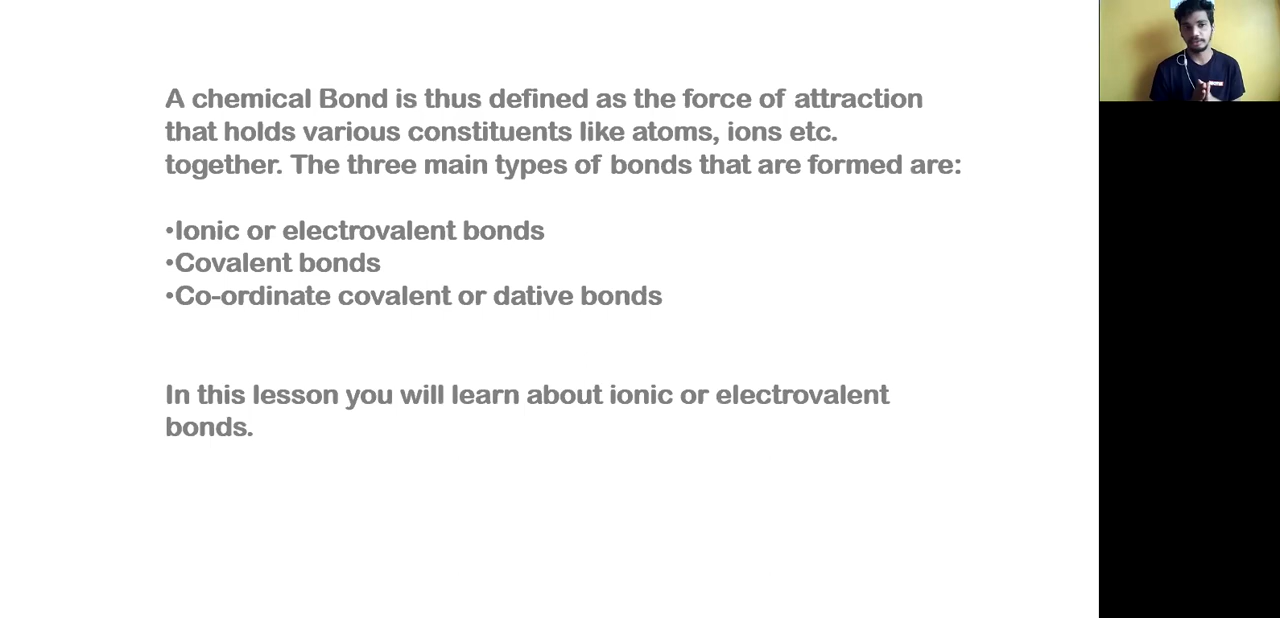 A chemical Bond is thus defined as the force of attraction
that holds various constituents like atoms, ions etc.
together. The three main types of bonds that are formed are:
•Ionic or electrovalent bonds
•Covalent bonds
•Co-ordinate covalent or dative bonds
In this lesson you will learn about ionic or electrovalent
bonds.